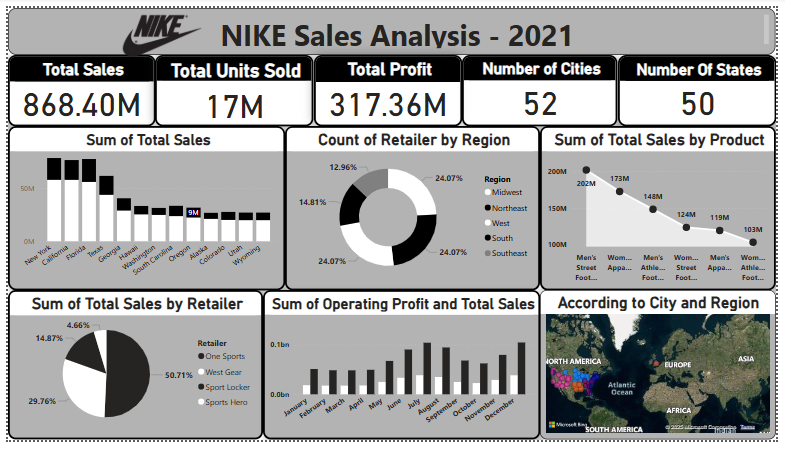 NIKE
NIKE Sales Analysis - 2021
Total Sales
868.40M
Total Units Sold
17M
Total Profit
317.36M
Number of Cities
52
Number Of States
50
Sum of Total Sales
50M
0M
9M
New York
California
Florida
Texas
Georgia
Hawaii
Washington
South Carolina
Oregon
Alaska
Colorado
Utah
Wyoming
Count of Retailer by Region
12.96%
24.07%
14.81%
24.07%
24.07%
Region
Midwest
Northeast
West
South
Southeast
Sum of Total Sales by Product
200M
150M
100M
202M
173M
148M
124M
119M
103M
Men's
Street
Foot...
Wom...
Appa...
Men's
Athle...
Foot...
Wom...
Street
Foot...
Men's
Appa...
Wom...
Athle...
Foot...
Sum of Total Sales by Retailer
4.66%
14.87%
29.76%
50.71%
Retailer
One Sports
West Gear
Sport Locker
Sports Hero
Sum of Operating Profit and Total Sales
0.1bn
0.0bn
January
February
March
April
May
June
July
August
September
October
November
December
According to City and Region
NORTH AMERICA
EUROPE
ASIA
Atlantic
Ocean
AFRICA
SOUTH AMERICA
Microsoft Bing
© 2025 Microsoft Corporation Terms